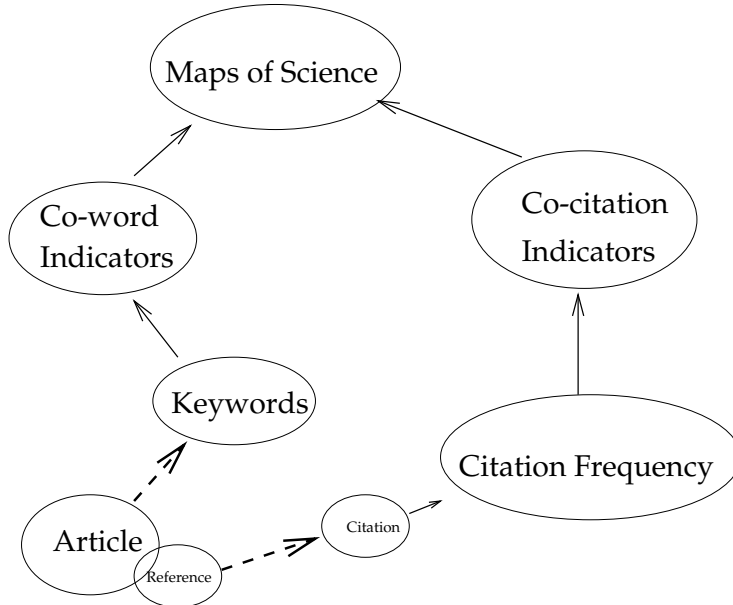 Maps of Science
Co-word
Indicators
Co-citation
Indicators
Keywords
Citation Frequency
Article
Citation
Reference